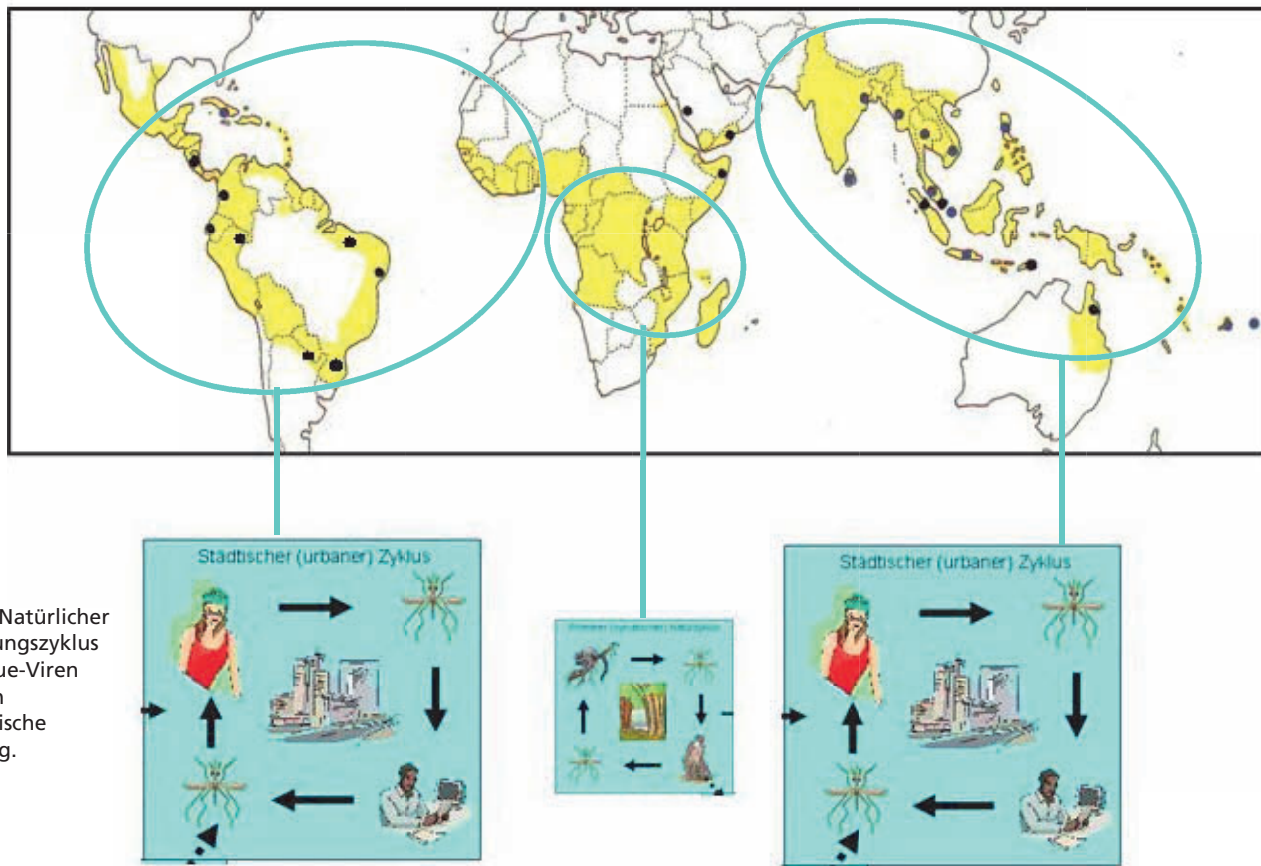 Städtischer (urbaner) Zyklus
Städtischer (urbaner) Zyklus
Natürlicher
ungszyklus
ue-Viren
n
ische
g.